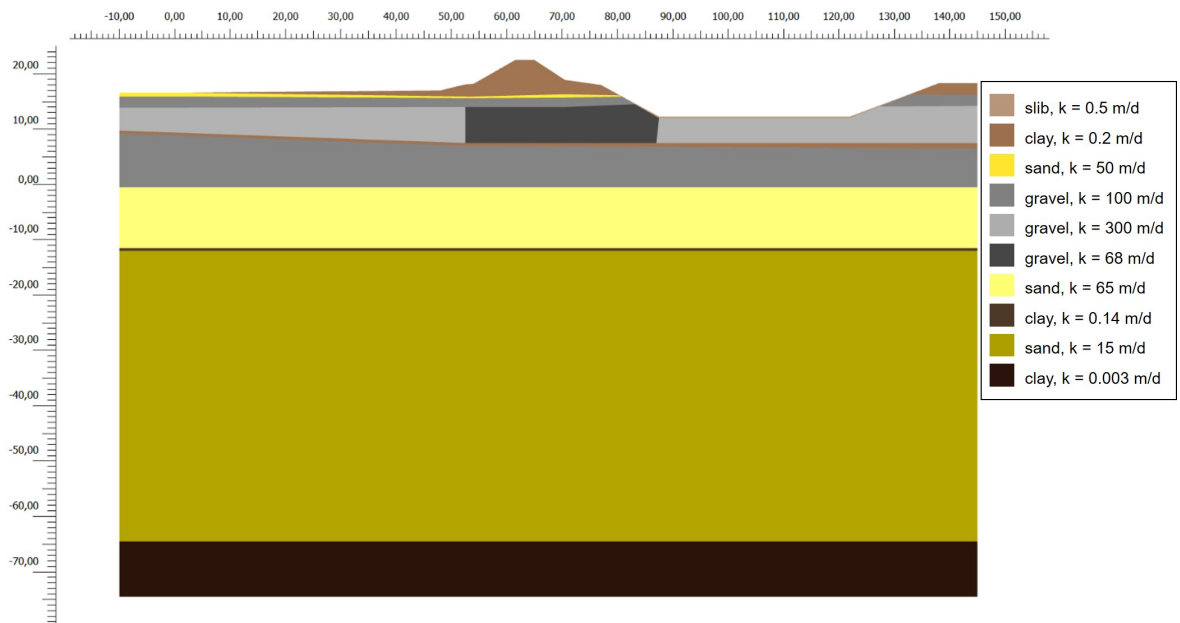 -10,00 0,00 10,00 20,00 30,00 40,00 50,00 60,00 70,00 80,00 90,00 100,00 110,00 120,00 130,00 140,00 150,00
20,00
10,00
0,00
-10,00
-20,00
-30,00
-40,00
-50,00
-60,00
-70,00
slib, k = 0.5 m/d
clay, k = 0.2 m/d
sand, k = 50 m/d
gravel, k = 100 m/d
gravel, k = 300 m/d
gravel, k = 68 m/d
sand, k = 65 m/d
clay, k = 0.14 m/d
sand, k = 15 m/d
clay, k = 0.003 m/d